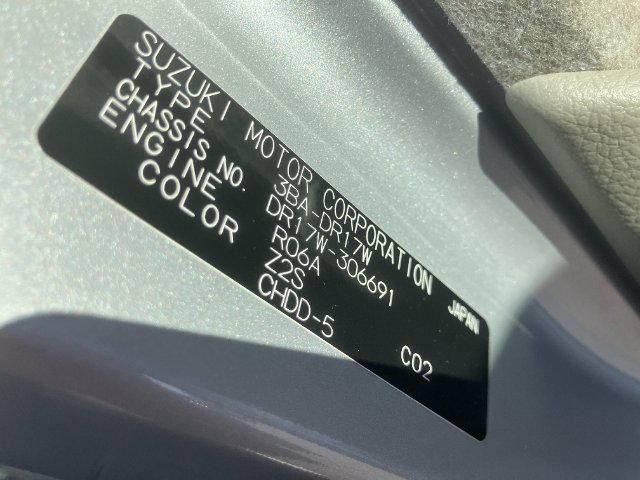 SUZUKI MOTOR CORPORATION JAPAN
TYPE 3BA-DR17W
CHASSIS NO. DR17W-306691
ENGINE R06A
COLOR Z2S
CHDD-5 C02